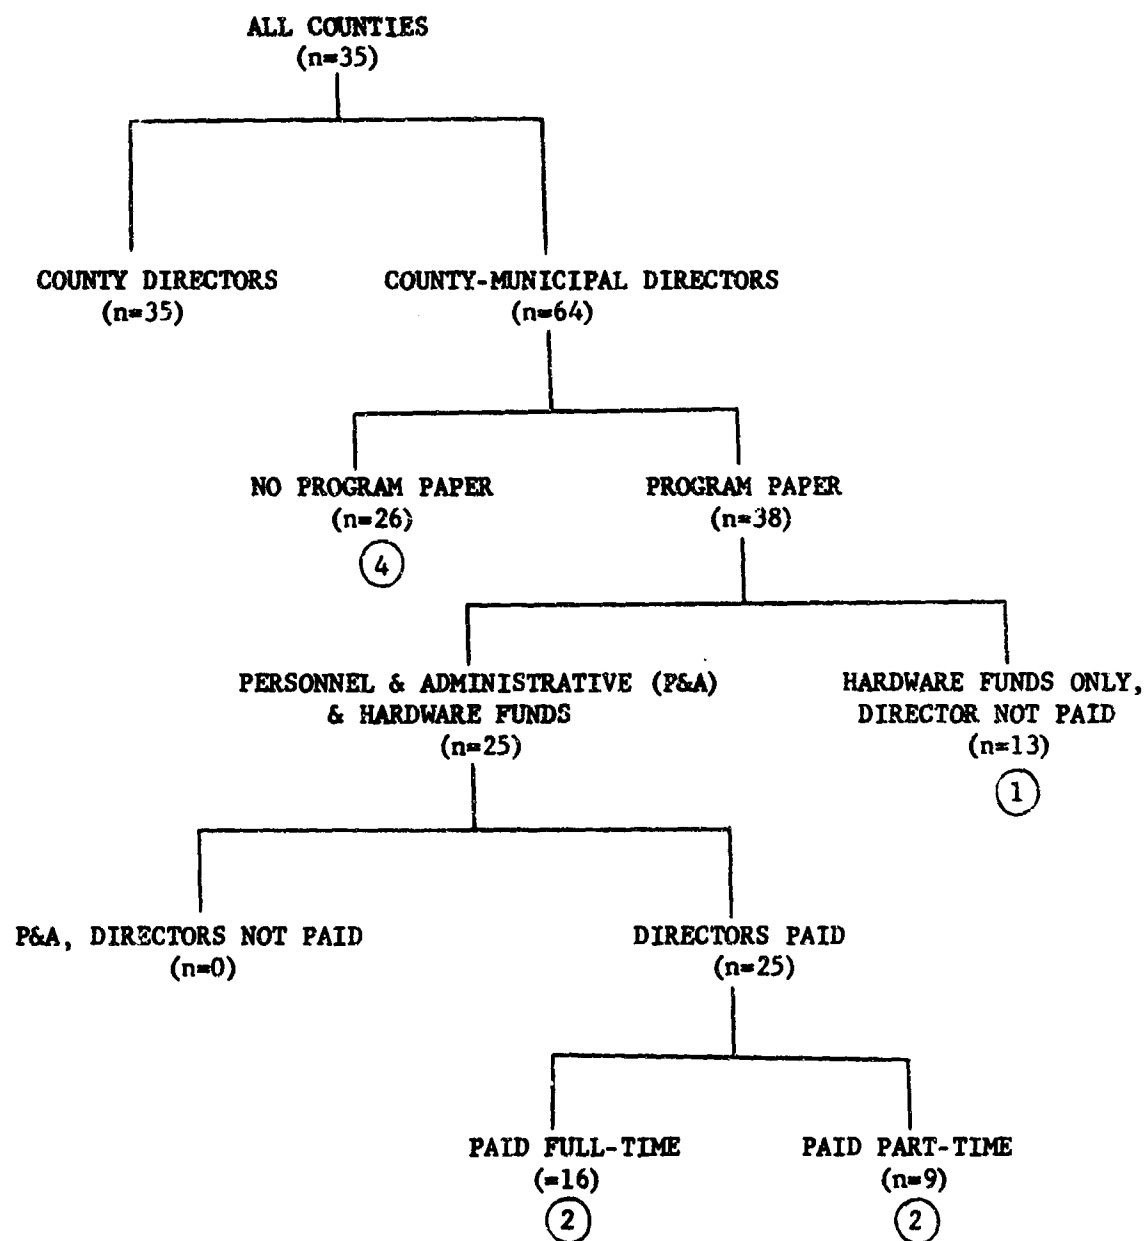 ALL COUNTIES
(n=35)
COUNTY DIRECTORS
(n=35)
COUNTY-MUNICIPAL DIRECTORS
(n=64)
NO PROGRAM PAPER
(n=26)
4
PROGRAM PAPER
(n=38)
PERSONNEL & ADMINISTRATIVE (P&A)
& HARDWARE FUNDS
(n=25)
HARDWARE FUNDS ONLY,
DIRECTOR NOT PAID
(n=13)
1
P&A, DIRECTORS NOT PAID
(n=0)
DIRECTORS PAID
(n=25)
PAID FULL-TIME
(=16)
2
PAID PART-TIME
(n=9)
2